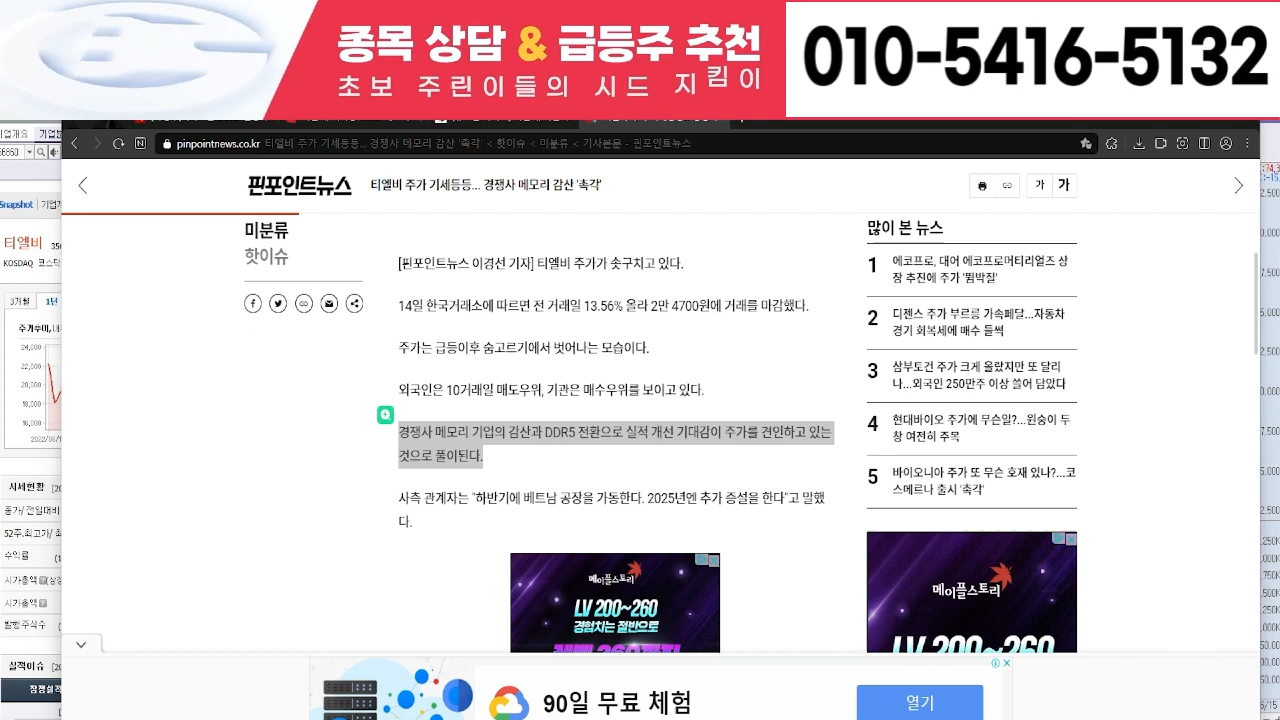 종목 상담 & 급등주 추천
초보 주린이들의 시드 지킴이
010-5416-5132
pinpointnews.co.kr 티엘비 주가 기세등등... 경쟁사 메모리 감산 '촉각' < 핫이슈 < 미분류 < 기사본문 - 핀포인트뉴스
핀포인트뉴스
티엘비 주가 기세등등... 경쟁사 메모리 감산 '촉각'
가 가
미분류
핫이슈
[핀포인트뉴스 이경선 기자] 티엘비 주가가 솟구치고 있다.
14일 한국거래소에 따르면 전 거래일 13.56% 올라 2만 4700원에 거래를 마감했다.
주가는 급등이후 숨고르기에서 벗어나는 모습이다.
외국인은 10거래일 매도우위, 기관은 매수우위를 보이고 있다.
경쟁사 메모리 기업의 감산과 DDR5 전환으로 실적 개선 기대감이 주가를 견인하고 있는
것으로 풀이된다.
사측 관계자는 "하반기에 베트남 공장을 가동한다. 2025년엔 추가 증설을 한다"고 말했
다.
많이 본 뉴스
1 에코프로, 대어 에코프로머티리얼즈 상
장 추진에 주가 '뜀박질'
2 디젠스 주가 부르릉 가속페달...자동차
경기 회복세에 매수 들썩
3 삼부토건 주가 크게 올랐지만 또 달리
나...외국인 250만주 이상 쓸어 담았다
4 현대바이오 주가에 무슨일?...원숭이 두
창 여전히 주목
5 바이오니아 주가 또 무슨 호재 있나?...코
스메르나 출시 '촉각'
메이플스토리
LV 200~260
경험치는 절반으로
메이플스토리
LV 200~260
90일 무료 체험
열기
Snapshot
티엘비
KOSDAQ
3개월 1년
24,000
20,000
16,000
시세현황